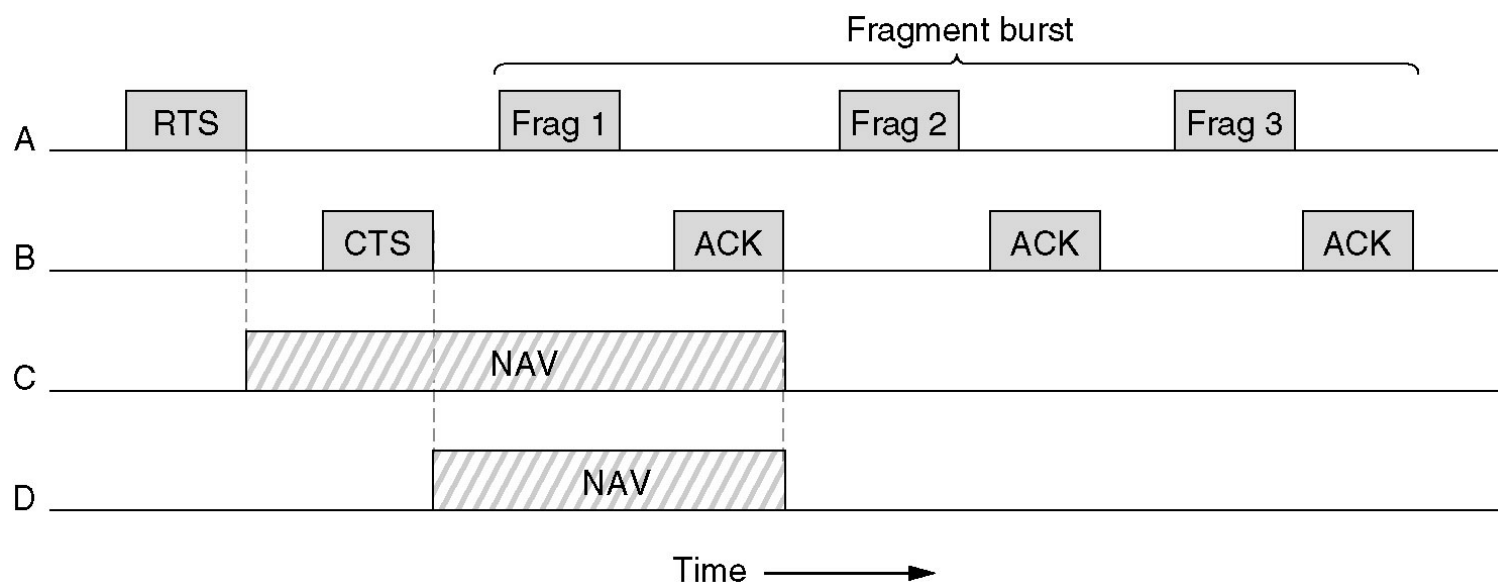 Fragment burst
A RTS Frag 1 Frag 2 Frag 3
B CTS ACK ACK ACK
C NAV
D NAV
Time